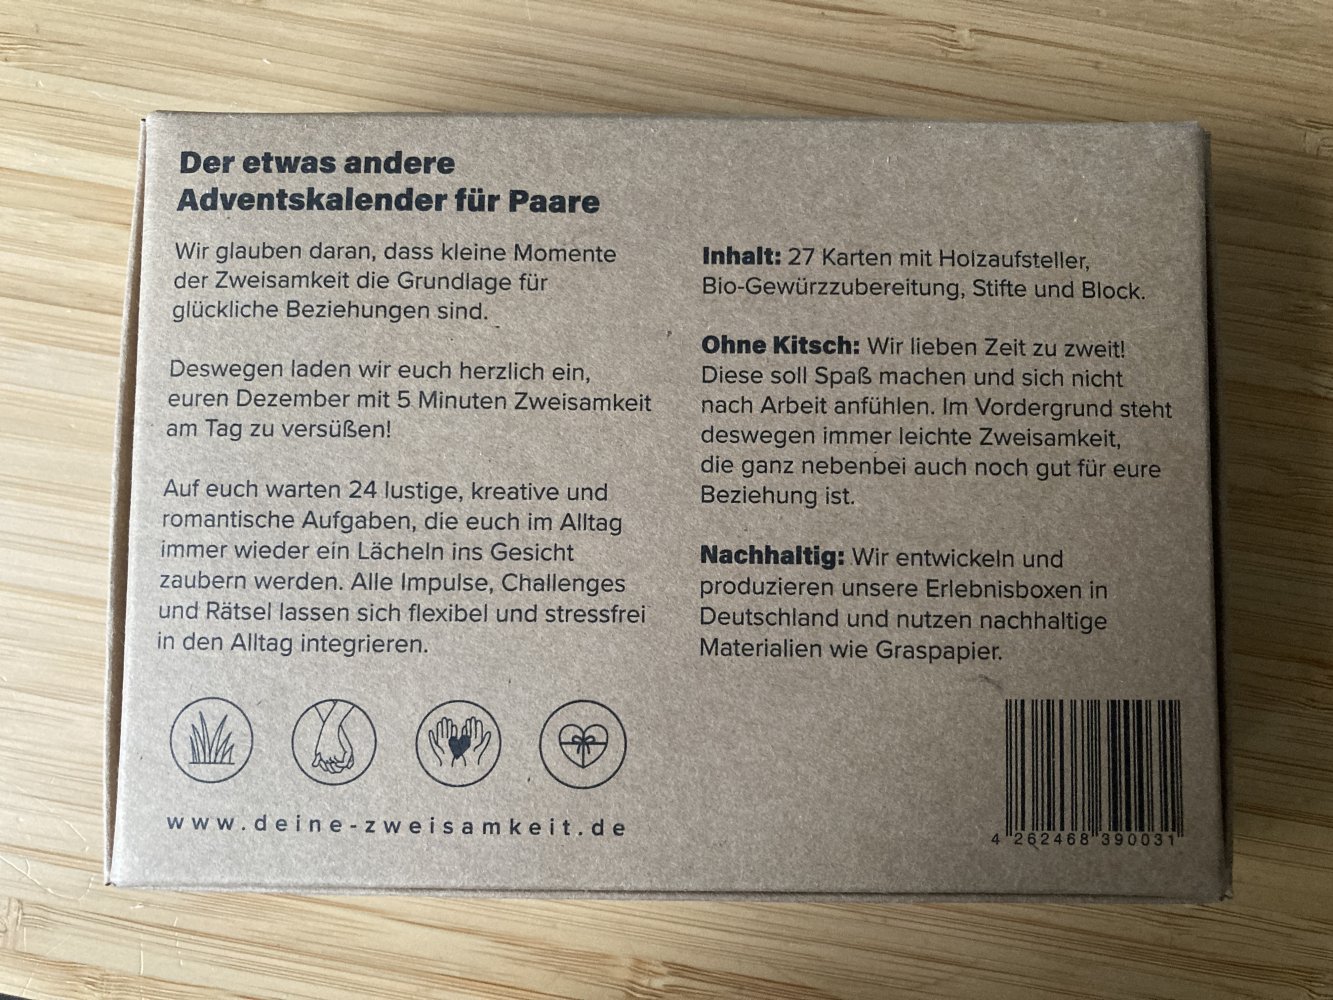 Der etwas andere
Adventskalender für Paare
Wir glauben daran, dass kleine Momente
der Zweisamkeit die Grundlage für
glückliche Beziehungen sind.
Deswegen laden wir euch herzlich ein,
euren Dezember mit 5 Minuten Zweisamkeit
am Tag zu versüßen!
Auf euch warten 24 lustige, kreative und
romantische Aufgaben, die euch im Alltag
immer wieder ein Lächeln ins Gesicht
zaubern werden. Alle Impulse, Challenges
und Rätsel lassen sich flexibel und stressfrei
in den Alltag integrieren.
www.deine-zweisamkeit.de
Inhalt: 27 Karten mit Holzaufsteller,
Bio-Gewürzzubereitung, Stifte und Block.
Ohne Kitsch: Wir lieben Zeit zu zweit!
Diese soll Spaß machen und sich nicht
nach Arbeit anfühlen. Im Vordergrund steht
deswegen immer leichte Zweisamkeit,
die ganz nebenbei auch noch gut für eure
Beziehung ist.
Nachhaltig: Wir entwickeln und
produzieren unsere Erlebnisboxen in
Deutschland und nutzen nachhaltige
Materialien wie Graspapier.
4 262468 390031